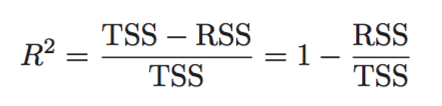 R² = (TSS − RSS) / TSS = 1 − RSS / TSS